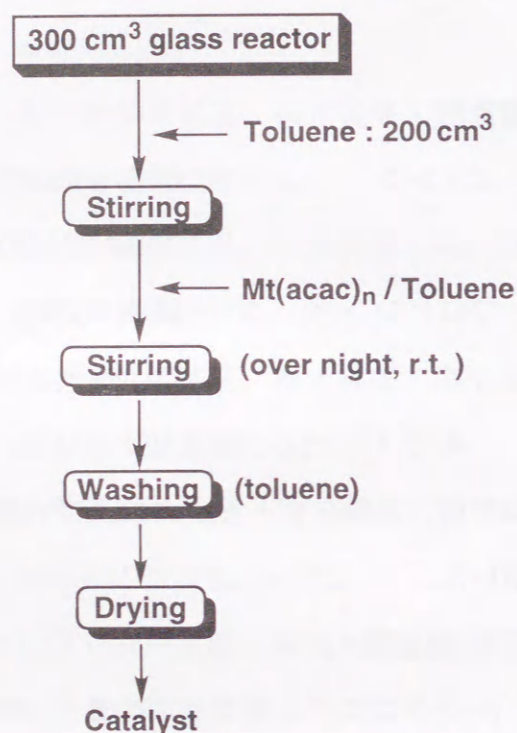 300 cm³ glass reactor
Toluene : 200 cm³
Stirring
Mt(acac)ₙ / Toluene
Stirring (over night, r.t. )
Washing (toluene)
Drying
Catalyst